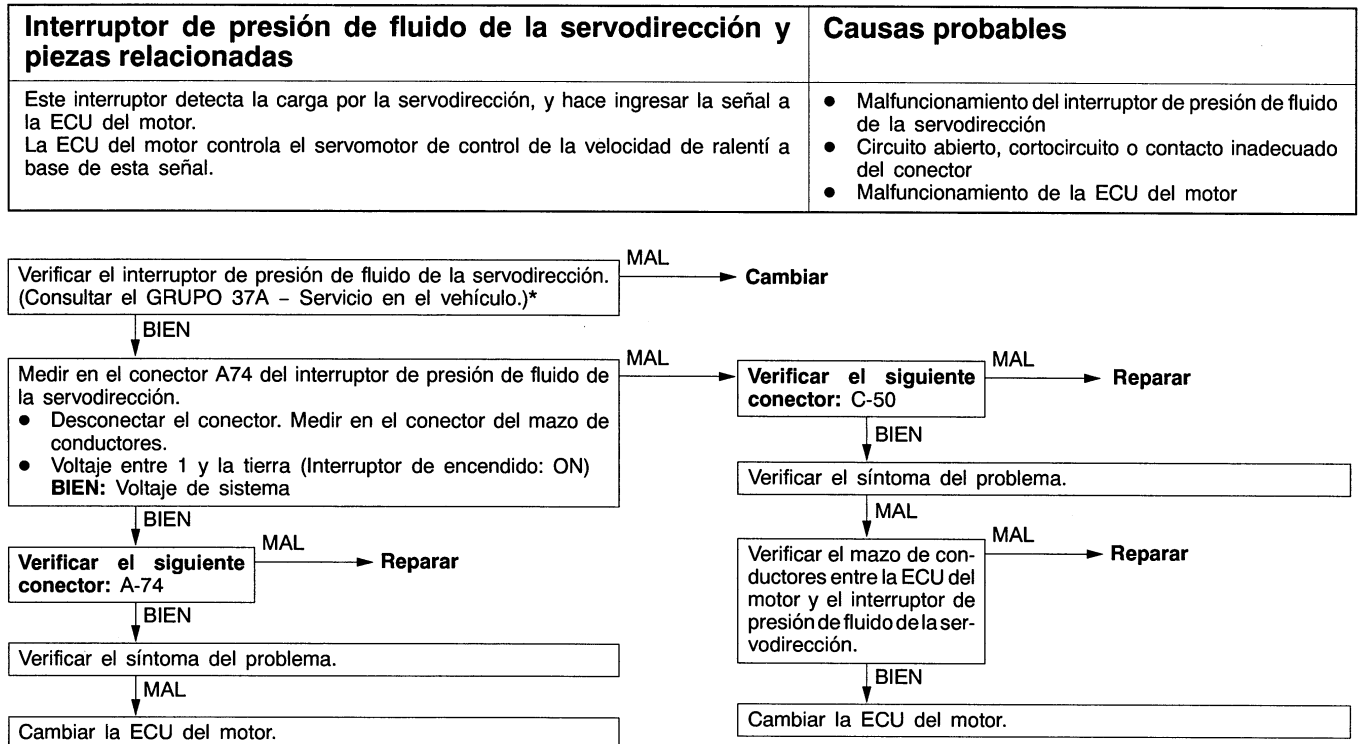 Interruptor de presión de fluido de la servodirección y
piezas relacionadas
Causas probables
Este interruptor detecta la carga por la servodirección, y hace ingresar la señal a
la ECU del motor.
La ECU del motor controla el servomotor de control de la velocidad de ralentí a
base de esta señal.
● Malfuncionamiento del interruptor de presión de fluido
de la servodirección
● Circuito abierto, cortocircuito o contacto inadecuado
del conector
● Malfuncionamiento de la ECU del motor
Verificar el interruptor de presión de fluido de la servodirección.
(Consultar el GRUPO 37A – Servicio en el vehículo.)*
MAL
Cambiar
BIEN
Medir en el conector A74 del interruptor de presión de fluido de
la servodirección.
● Desconectar el conector. Medir en el conector del mazo de
conductores.
● Voltaje entre 1 y la tierra (Interruptor de encendido: ON)
BIEN: Voltaje de sistema
MAL
Verificar el siguiente
conector: C-50
MAL
Reparar
BIEN
Verificar el síntoma del problema.
MAL
Verificar el mazo de con-
ductores entre la ECU del
motor y el interruptor de
presión de fluido de la ser-
vodirección.
MAL
Reparar
BIEN
Cambiar la ECU del motor.
BIEN
Verificar el siguiente
conector: A-74
MAL
Reparar
BIEN
Verificar el síntoma del problema.
MAL
Cambiar la ECU del motor.